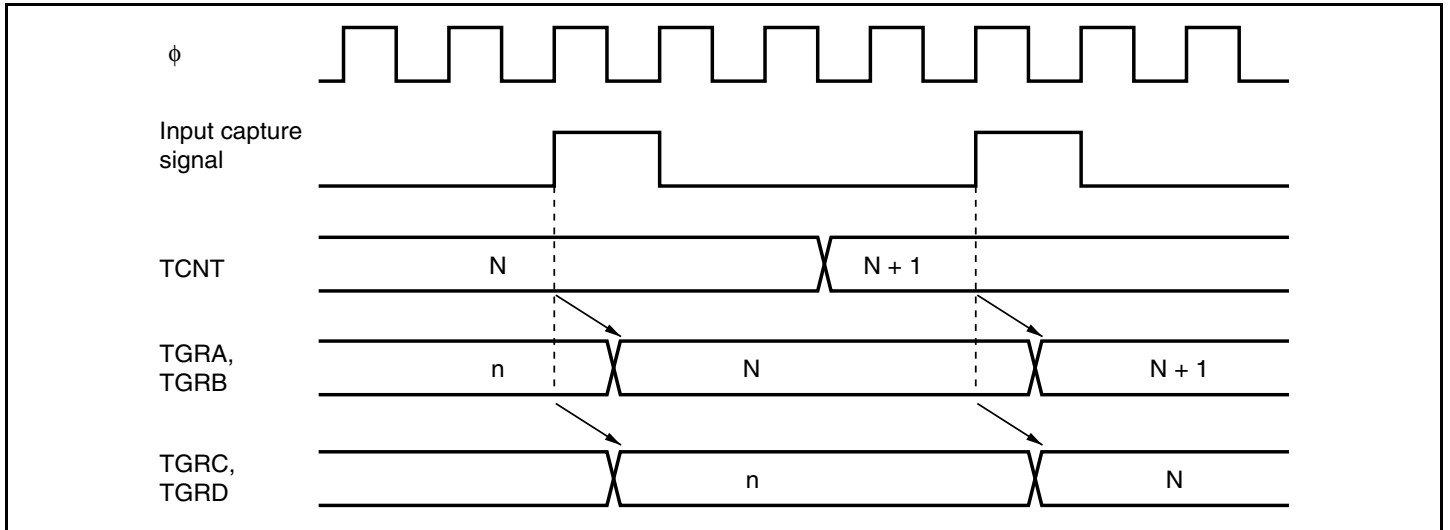 ϕ
Input capture
signal
TCNT
N
N + 1
TGRA,
TGRB
n
N
N + 1
TGRC,
TGRD
n
N